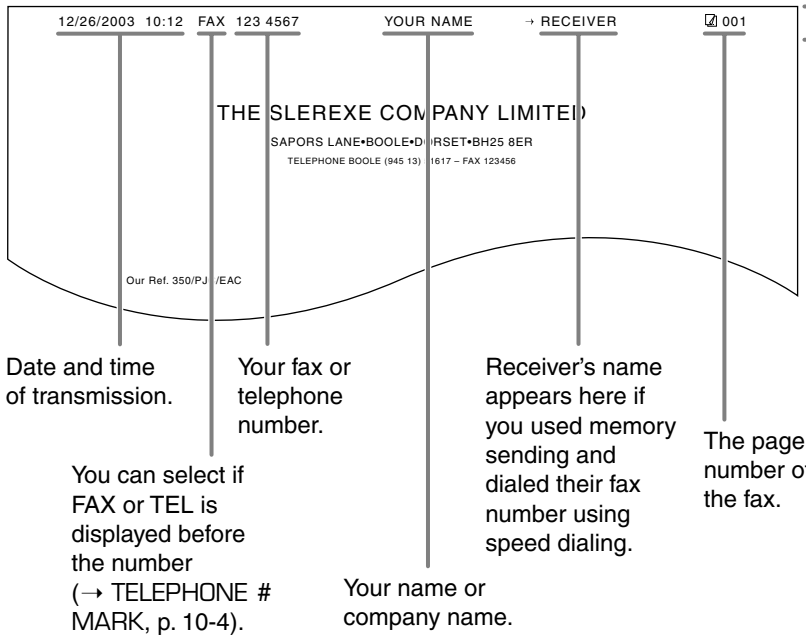 12/26/2003 10:12 FAX 123 4567 YOUR NAME → RECEIVER 001
THE SLEREXE COMPANY LIMITED
SAPORS LANE•BOOLE•DORSET•BH25 8ER
TELEPHONE BOOLE (945 13) 1617 – FAX 123456
Our Ref. 350/PJ /EAC
Date and time
of transmission.
Your fax or
telephone
number.
Receiver's name
appears here if
you used memory
sending and
dialed their fax
number using
speed dialing.
The page
number of
the fax.
You can select if
FAX or TEL is
displayed before
the number
(→ TELEPHONE #
MARK, p. 10-4).
Your name or
company name.